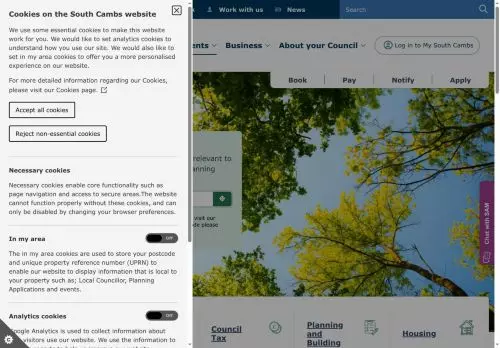 Cookies on the South Cambs website
We use some essential cookies to make this website
work for you. We would like to set analytics cookies to
understand how you use our site. We would also like to
set in my area cookies to offer you a more personalised
experience on our website.
For more detailed information regarding our Cookies,
please visit our Cookies page.
Accept all cookies
Reject non-essential cookies
Necessary cookies
Necessary cookies enable core functionality such as
page navigation and access to secure areas.The website
cannot function properly without these cookies, and can
only be disabled by changing your browser preferences.
In my area
OFF
The in my area cookies are used to store your postcode
and unique property reference number (UPRN) to
enable our website to display information that is local to
your property such as; Local Councillor, Planning
Applications and events.
Analytics cookies
OFF
Google Analytics is used to collect information about
visitors use our website. We use the information to
Work with us
News
Search
Business
About your Council
Log in to My South Cambs
Book
Pay
Notify
Apply
relevant to
visit our
de please
Chat with SAM
Council
Tax
Planning
and
Building
Housing